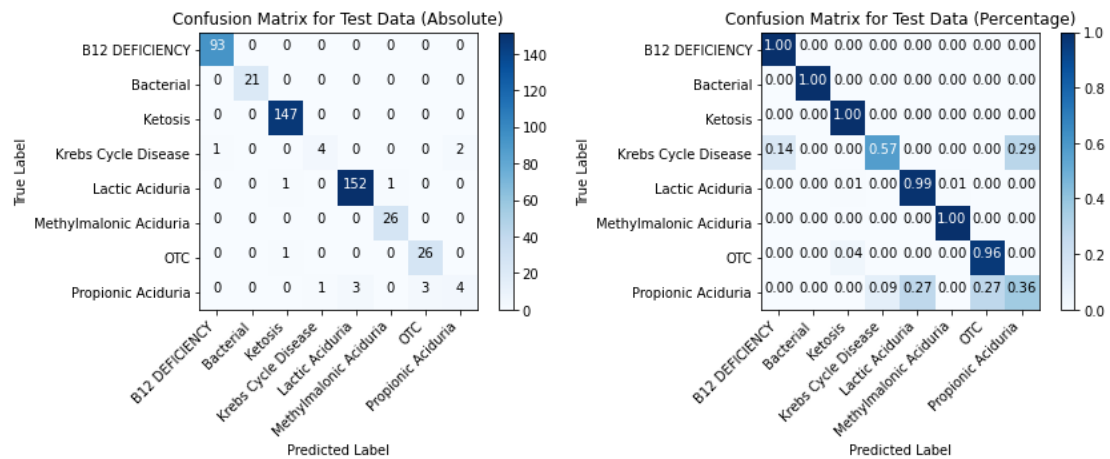 Confusion Matrix for Test Data (Absolute)
True Label
B12 DEFICIENCY 93 0 0 0 0 0 0 0
Bacterial 0 21 0 0 0 0 0 0
Ketosis 0 0 147 0 0 0 0 0
Krebs Cycle Disease 1 0 0 4 0 0 0 2
Lactic Aciduria 0 0 1 0 152 1 0 0
Methylmalonic Aciduria 0 0 0 0 0 26 0 0
OTC 0 0 1 0 0 0 26 0
Propionic Aciduria 0 0 0 1 3 0 3 4
B12 DEFICIENCY
Bacterial
Ketosis
Krebs Cycle Disease
Lactic Aciduria
Methylmalonic Aciduria
OTC
Propionic Aciduria
Predicted Label
140
120
100
80
60
40
20
0
Confusion Matrix for Test Data (Percentage)
True Label
B12 DEFICIENCY 1.00 0.00 0.00 0.00 0.00 0.00 0.00 0.00
Bacterial 0.00 1.00 0.00 0.00 0.00 0.00 0.00 0.00
Ketosis 0.00 0.00 1.00 0.00 0.00 0.00 0.00 0.00
Krebs Cycle Disease 0.14 0.00 0.00 0.57 0.00 0.00 0.00 0.29
Lactic Aciduria 0.00 0.00 0.01 0.00 0.99 0.01 0.00 0.00
Methylmalonic Aciduria 0.00 0.00 0.00 0.00 0.00 1.00 0.00 0.00
OTC 0.00 0.00 0.04 0.00 0.00 0.00 0.96 0.00
Propionic Aciduria 0.00 0.00 0.00 0.09 0.27 0.00 0.27 0.36
B12 DEFICIENCY
Bacterial
Ketosis
Krebs Cycle Disease
Lactic Aciduria
Methylmalonic Aciduria
OTC
Propionic Aciduria
Predicted Label
1.0
0.8
0.6
0.4
0.2
0.0